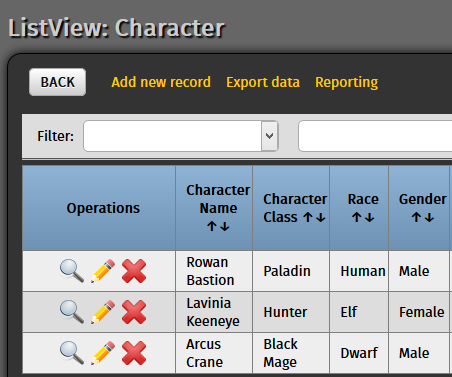 ListView: Character
BACK Add new record Export data Reporting
Filter:
Operations Character Name ↑↓ Character Class ↑↓ Race ↑↓ Gender ↑↓
Rowan Bastion Paladin Human Male
Lavinia Keeneye Hunter Elf Female
Arcus Crane Black Mage Dwarf Male